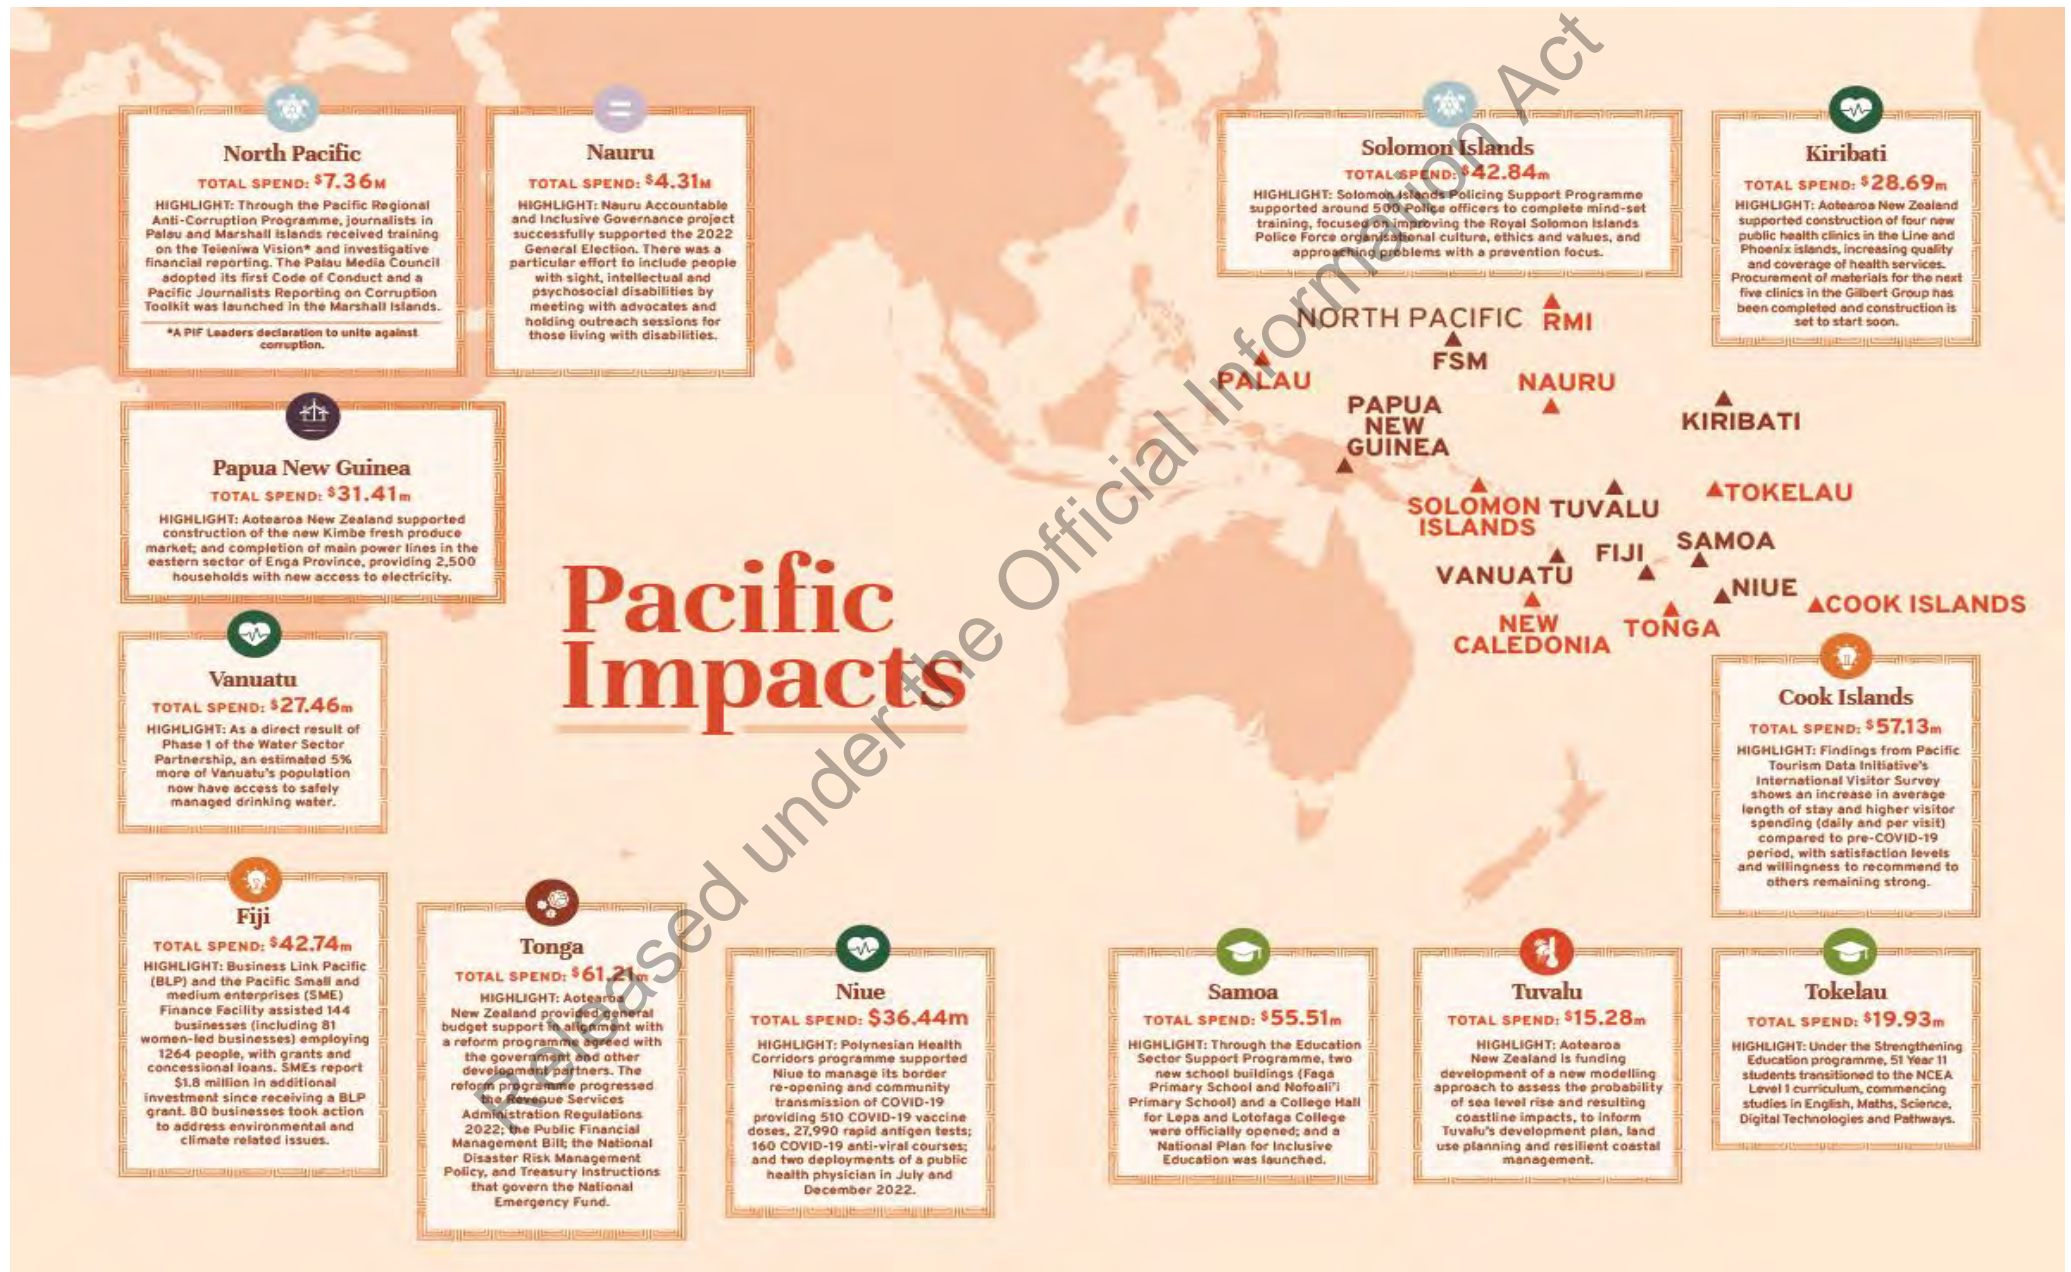 North Pacific
TOTAL SPEND: $7.36M
HIGHLIGHT: Through the Pacific Regional
Anti-Corruption Programme, journalists in
Palau and Marshall Islands received training
on the Teieniwa Vision* and investigative
financial reporting. The Palau Media Council
adopted its first Code of Conduct and a
Pacific Journalists Reporting on Corruption
Toolkit was launched in the Marshall Islands.
*A PIF Leaders declaration to unite against
corruption.
Nauru
TOTAL SPEND: $4.31M
HIGHLIGHT: Nauru Accountable
and Inclusive Governance project
successfully supported the 2022
General Election. There was a
particular effort to include people
with sight, intellectual and
psychosocial disabilities by
meeting with advocates and
holding outreach sessions for
those living with disabilities.
Solomon Islands
TOTAL SPEND: $42.84m
HIGHLIGHT: Solomon Islands Policing Support Programme
supported around 500 Police officers to complete mind-set
training, focused on improving the Royal Solomon Islands
Police Force organisational culture, ethics and values, and
approaching problems with a prevention focus.
Kiribati
TOTAL SPEND: $28.69m
HIGHLIGHT: Aotearoa New Zealand
supported construction of four new
public health clinics in the Line and
Phoenix islands, increasing quality
and coverage of health services.
Procurement of materials for the next
five clinics in the Gilbert Group has
been completed and construction is
set to start soon.
NORTH PACIFIC
RMI
FSM
PALAU
NAURU
PAPUA
NEW
GUINEA
KIRIBATI
SOLOMON
ISLANDS
TUVALU
TOKELAU
VANUATU
FIJI
SAMOA
NIUE
COOK ISLANDS
NEW
CALEDONIA
TONGA
Papua New Guinea
TOTAL SPEND: $31.41m
HIGHLIGHT: Aotearoa New Zealand supported
construction of the new Kimbe fresh produce
market; and completion of main power lines in the
eastern sector of Enga Province, providing 2,500
households with new access to electricity.
Pacific
Impacts
Vanuatu
TOTAL SPEND: $27.46m
HIGHLIGHT: As a direct result of
Phase 1 of the Water Sector
Partnership, an estimated 5%
more of Vanuatu's population
now have access to safely
managed drinking water.
Cook Islands
TOTAL SPEND: $57.13m
HIGHLIGHT: Findings from Pacific
Tourism Data Initiative's
International Visitor Survey
shows an increase in average
length of stay and higher visitor
spending (daily and per visit)
compared to pre-COVID-19
period, with satisfaction levels
and willingness to recommend to
others remaining strong.
Fiji
TOTAL SPEND: $42.74m
HIGHLIGHT: Business Link Pacific
(BLP) and the Pacific Small and
medium enterprises (SME)
Finance Facility assisted 144
businesses (including 81
women-led businesses) employing
1264 people, with grants and
concessional loans. SMEs report
$1.8 million in additional
investment since receiving a BLP
grant. 80 businesses took action
to address environmental and
climate related issues.
Tonga
TOTAL SPEND: $61.21m
HIGHLIGHT: Aotearoa
New Zealand provided general
budget support in alignment with
a reform programme agreed with
the government and other
development partners. The
reform programme progressed
the Revenue Services
Administration Regulations
2022; the Public Financial
Management Bill; the National
Disaster Risk Management
Policy, and Treasury Instructions
that govern the National
Emergency Fund.
Niue
TOTAL SPEND: $36.44m
HIGHLIGHT: Polynesian Health
Corridors programme supported
Niue to manage its border
re-opening and community
transmission of COVID-19
providing 510 COVID-19 vaccine
doses, 27,990 rapid antigen tests;
160 COVID-19 anti-viral courses;
and two deployments of a public
health physician in July and
December 2022.
Samoa
TOTAL SPEND: $55.51m
HIGHLIGHT: Through the Education
Sector Support Programme, two
new school buildings (Faga
Primary School and Nofoali'i
Primary School) and a College Hall
for Lepa and Lotofaga College
were officially opened; and a
National Plan for Inclusive
Education was launched.
Tuvalu
TOTAL SPEND: $15.28m
HIGHLIGHT: Aotearoa
New Zealand is funding
development of a new modelling
approach to assess the probability
of sea level rise and resulting
coastline impacts, to inform
Tuvalu's development plan, land
use planning and resilient coastal
management.
Tokelau
TOTAL SPEND: $19.93m
HIGHLIGHT: Under the Strengthening
Education programme, 51 Year 11
students transitioned to the NCEA
Level 1 curriculum, commencing
studies in English, Maths, Science,
Digital Technologies and Pathways.
Released under the Official Information Act